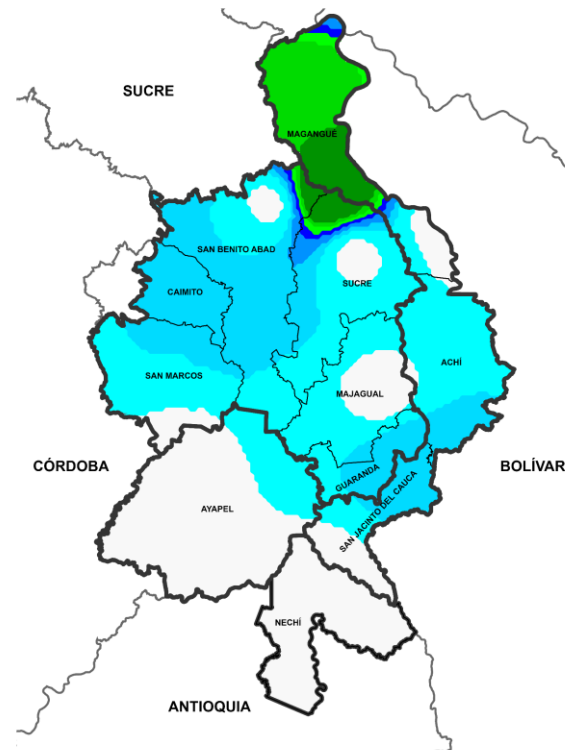 SUCRE
MAGANGUÉ
SAN BENITO ABAD
CAIMITO
SUCRE
SAN MARCOS
ACHÍ
MAJAGUAL
CÓRDOBA
BOLÍVAR
GUARANDA
SAN JACINTO DEL CAUCA
AYAPEL
NECHÍ
ANTIOQUIA